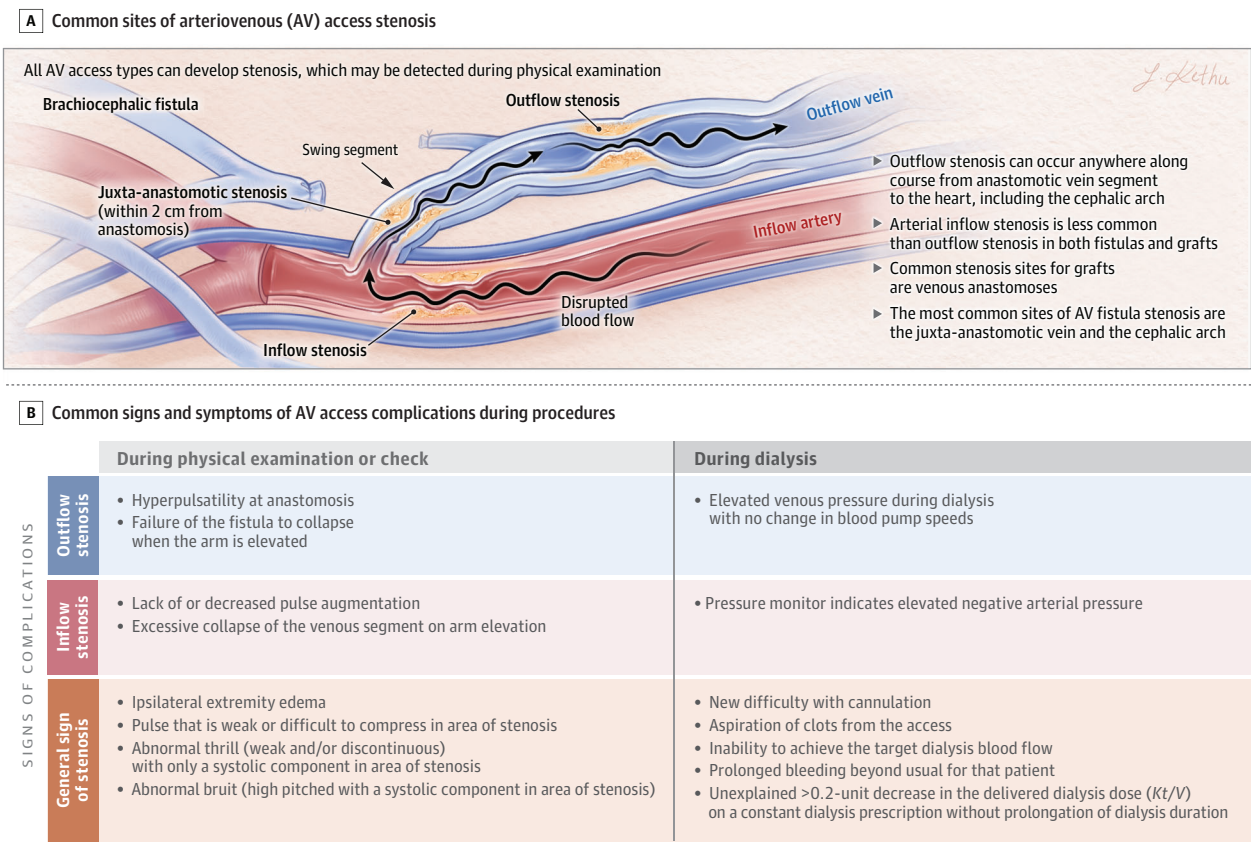 A Common sites of arteriovenous (AV) access stenosis
All AV access types can develop stenosis, which may be detected during physical examination
J. Kethu
Brachiocephalic fistula
Outflow stenosis
Outflow vein
Swing segment
Juxta-anastomotic stenosis
(within 2 cm from
anastomosis)
Inflow artery
Disrupted
blood flow
Inflow stenosis
▶ Outflow stenosis can occur anywhere along
course from anastomotic vein segment
to the heart, including the cephalic arch
▶ Arterial inflow stenosis is less common
than outflow stenosis in both fistulas and grafts
▶ Common stenosis sites for grafts
are venous anastomoses
▶ The most common sites of AV fistula stenosis are
the juxta-anastomotic vein and the cephalic arch
B Common signs and symptoms of AV access complications during procedures
During physical examination or check
During dialysis
SIGNS OF COMPLICATIONS
Outflow
stenosis
• Hyperpulsatility at anastomosis
• Failure of the fistula to collapse
when the arm is elevated
• Elevated venous pressure during dialysis
with no change in blood pump speeds
Inflow
stenosis
• Lack of or decreased pulse augmentation
• Excessive collapse of the venous segment on arm elevation
• Pressure monitor indicates elevated negative arterial pressure
General sign
of stenosis
• Ipsilateral extremity edema
• Pulse that is weak or difficult to compress in area of stenosis
• Abnormal thrill (weak and/or discontinuous)
with only a systolic component in area of stenosis
• Abnormal bruit (high pitched with a systolic component in area of stenosis)
• New difficulty with cannulation
• Aspiration of clots from the access
• Inability to achieve the target dialysis blood flow
• Prolonged bleeding beyond usual for that patient
• Unexplained >0.2-unit decrease in the delivered dialysis dose (Kt/V)
on a constant dialysis prescription without prolongation of dialysis duration